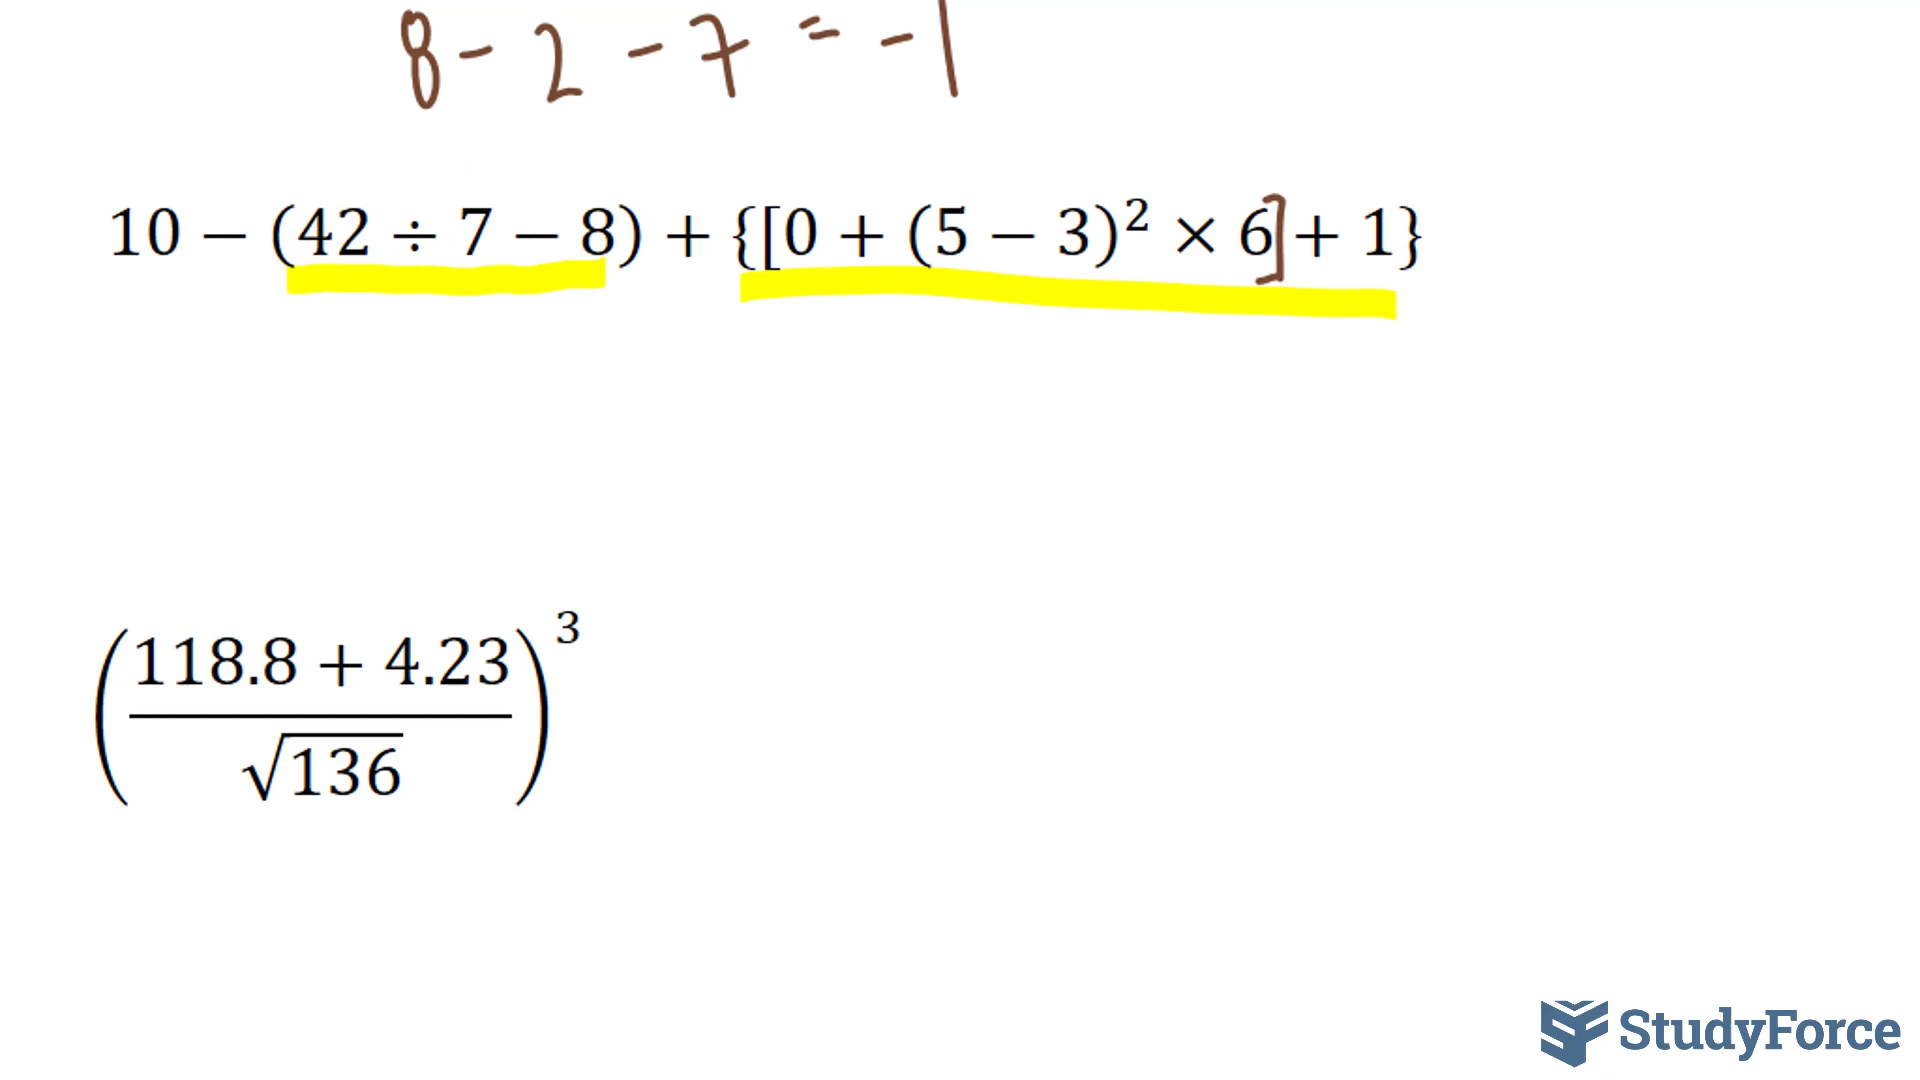 8 - 2 - 7 = -1
10 − (42 ÷ 7 − 8) + {[0 + (5 − 3)² × 6] + 1}
(118.8 + 4.23)³
√136
StudyForce